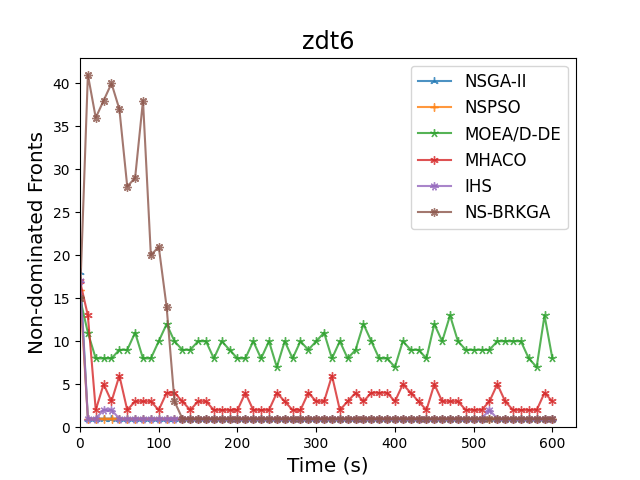 zdt6
Non-dominated Fronts
40
35
30
25
20
15
10
5
0
NSGA-II
NSPSO
MOEA/D-DE
MHACO
IHS
NS-BRKGA
0 100 200 300 400 500 600
Time (s)